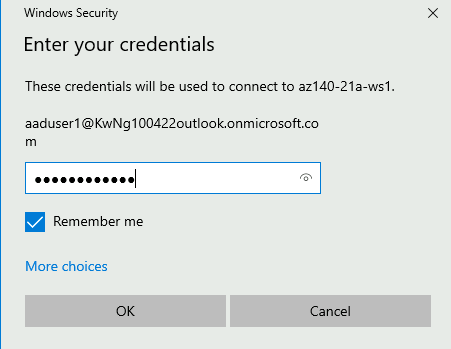 Windows Security
Enter your credentials
These credentials will be used to connect to az140-21a-ws1.
aaduser1@KwNg100422outlook.onmicrosoft.co
m
●●●●●●●●●●●●
Remember me
More choices
OK
Cancel